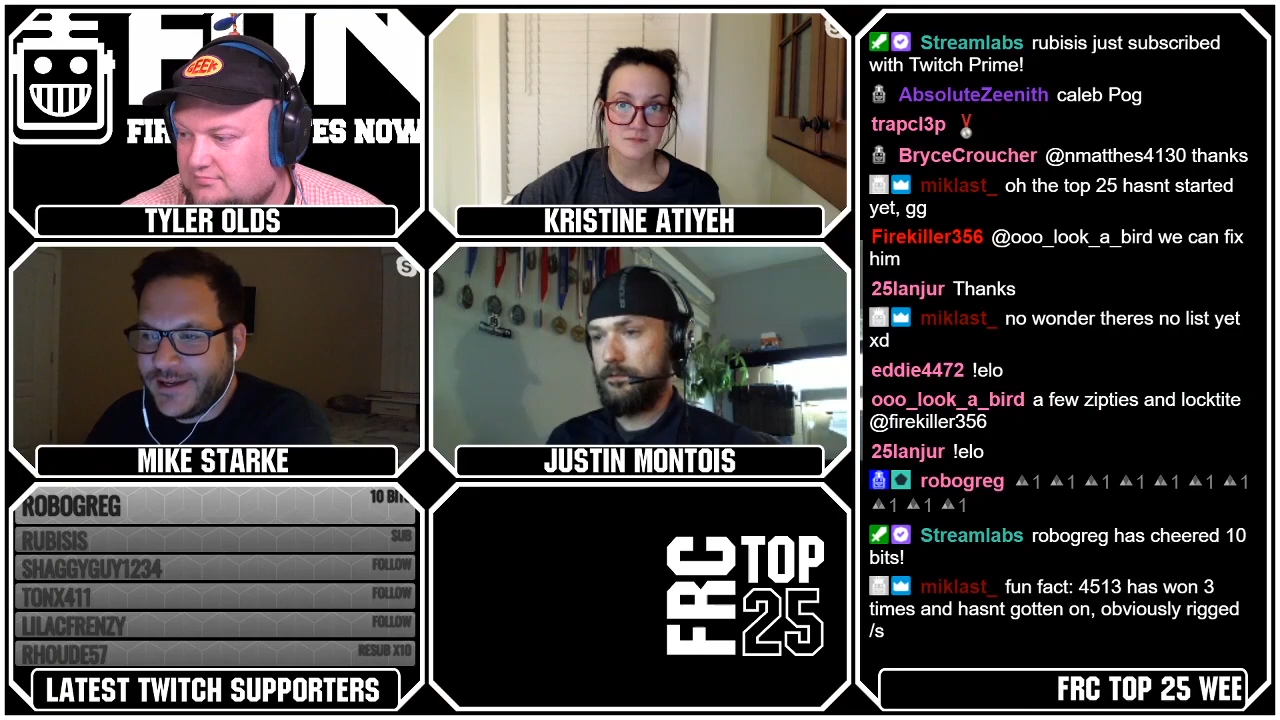 FUN
GEEK
FIR
ES NOW
TYLER OLDS
KRISTINE ATIYEH
MIKE STARKE
JUSTIN MONTOIS
ROBOGREG 10 BIT
RUBISIS SUB
SHAGGYGUY1234 FOLLOW
TONX411 FOLLOW
LILACFRENZY FOLLOW
RHOUDE57 RESUB X10
LATEST TWITCH SUPPORTERS
FRC TOP
25
Streamlabs rubisis just subscribed
with Twitch Prime!
AbsoluteZeenith caleb Pog
trapcl3p
BryceCroucher @nmatthes4130 thanks
miklast_ oh the top 25 hasnt started
yet, gg
Firekiller356 @ooo_look_a_bird we can fix
him
25lanjur Thanks
miklast_ no wonder theres no list yet
xd
eddie4472 !elo
ooo_look_a_bird a few zipties and locktite
@firekiller356
25lanjur !elo
robogreg 1 1 1 1 1 1 1
1 1 1
Streamlabs robogreg has cheered 10
bits!
miklast_ fun fact: 4513 has won 3
times and hasnt gotten on, obviously rigged
/s
FRC TOP 25 WEE